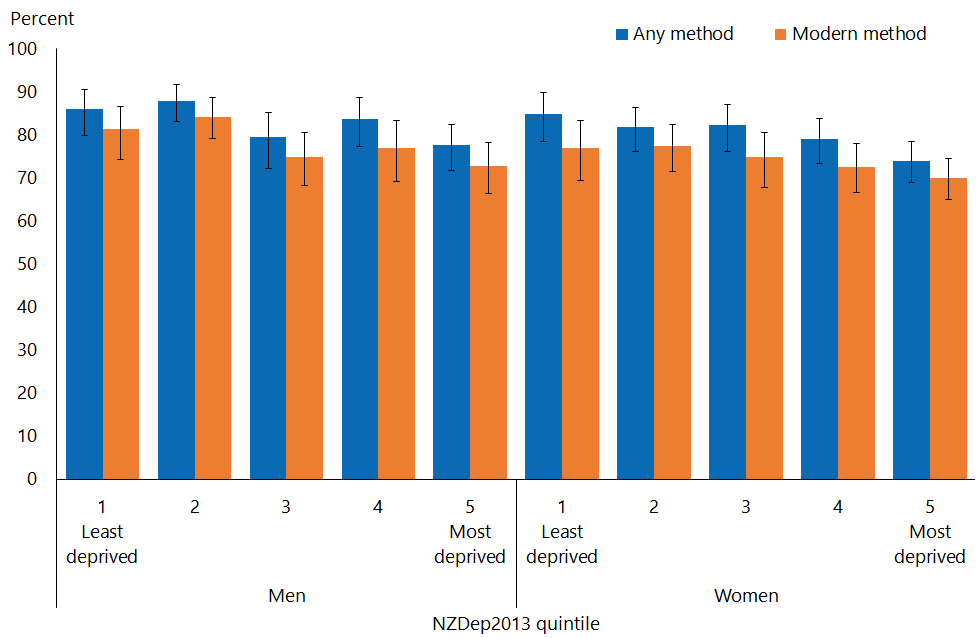 Percent
Any method
Modern method
100
90
80
70
60
50
40
30
20
10
0
1 2 3 4 5 1 2 3 4 5
Least Most Least Most
deprived deprived deprived deprived
Men Women
NZDep2013 quintile